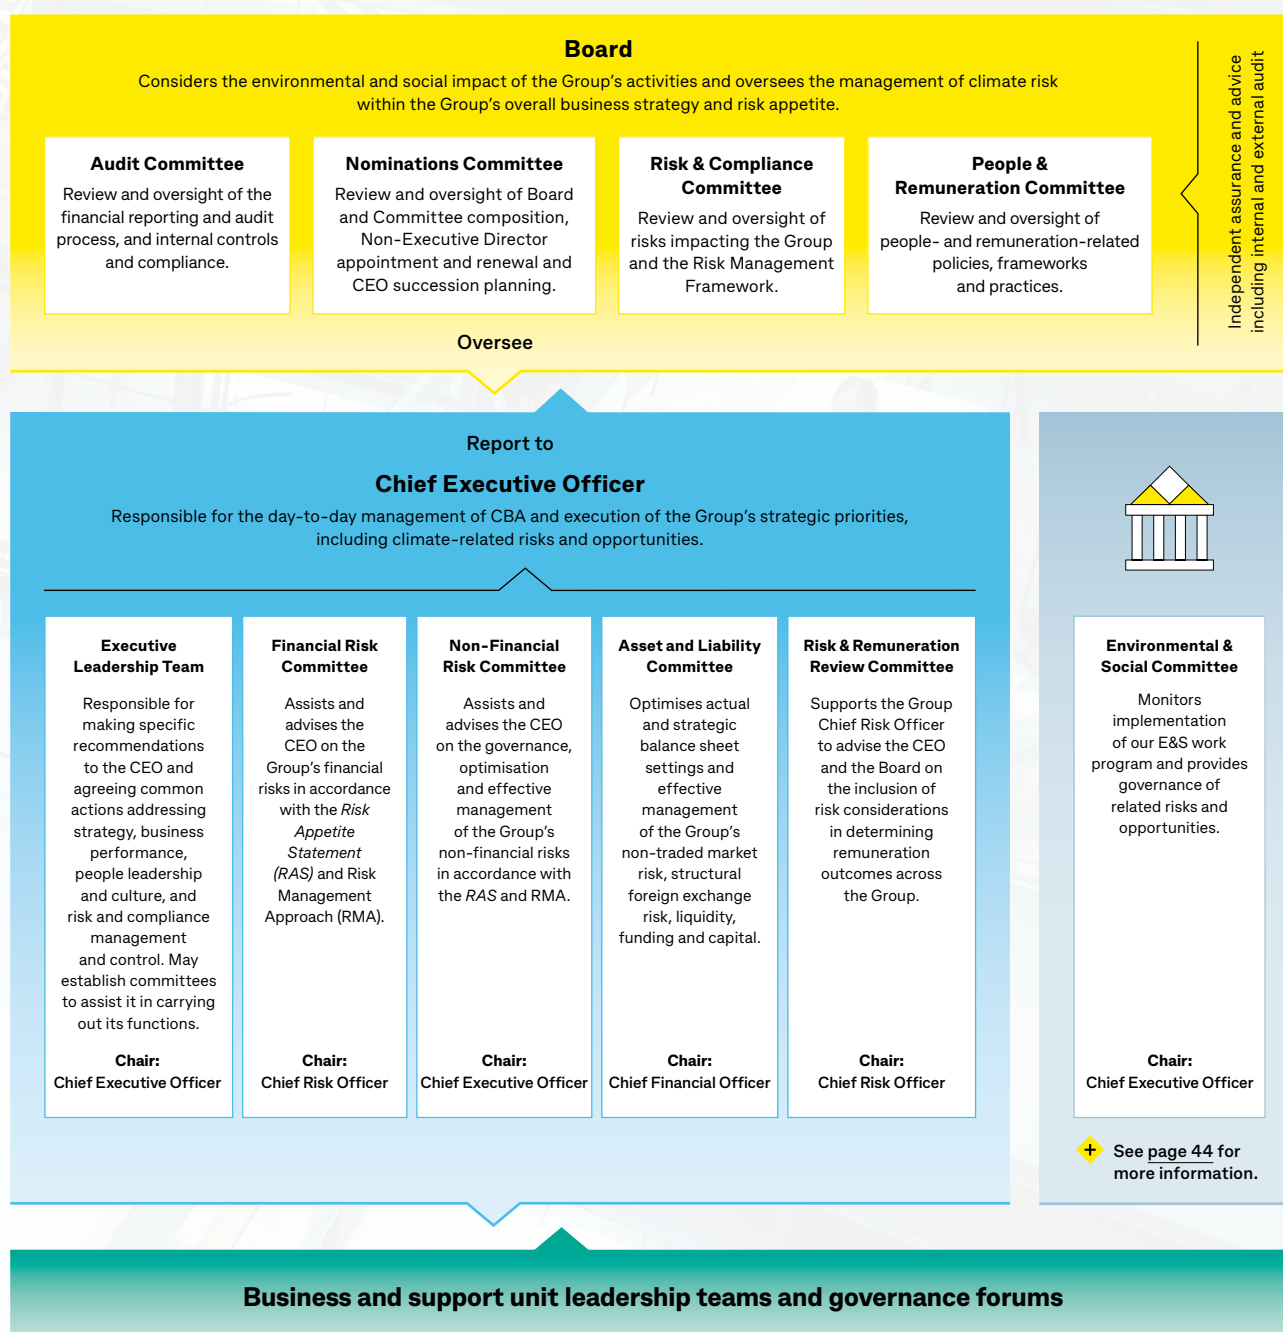 Board
Considers the environmental and social impact of the Group's activities and oversees the management of climate risk
within the Group's overall business strategy and risk appetite.
Audit Committee
Review and oversight of the
financial reporting and audit
process, and internal controls
and compliance.
Nominations Committee
Review and oversight of Board
and Committee composition,
Non-Executive Director
appointment and renewal and
CEO succession planning.
Risk & Compliance
Committee
Review and oversight of
risks impacting the Group
and the Risk Management
Framework.
People &
Remuneration Committee
Review and oversight of
people- and remuneration-related
policies, frameworks
and practices.
Independent assurance and advice
including internal and external audit
Oversee
Report to
Chief Executive Officer
Responsible for the day-to-day management of CBA and execution of the Group's strategic priorities,
including climate-related risks and opportunities.
Executive
Leadership Team
Responsible for
making specific
recommendations
to the CEO and
agreeing common
actions addressing
strategy, business
performance,
people leadership
and culture, and
risk and compliance
management
and control. May
establish committees
to assist it in carrying
out its functions.
Chair:
Chief Executive Officer
Financial Risk
Committee
Assists and
advises the
CEO on the
Group's financial
risks in accordance
with the Risk
Appetite
Statement
(RAS) and Risk
Management
Approach (RMA).
Chair:
Chief Risk Officer
Non-Financial
Risk Committee
Assists and
advises the CEO
on the governance,
optimisation
and effective
management
of the Group's
non-financial risks
in accordance with
the RAS and RMA.
Chair:
Chief Executive Officer
Asset and Liability
Committee
Optimises actual
and strategic
balance sheet
settings and
effective
management
of the Group's
non-traded market
risk, structural
foreign exchange
risk, liquidity,
funding and capital.
Chair:
Chief Financial Officer
Risk & Remuneration
Review Committee
Supports the Group
Chief Risk Officer
to advise the CEO
and the Board on
the inclusion of
risk considerations
in determining
remuneration
outcomes across
the Group.
Chair:
Chief Risk Officer
Environmental &
Social Committee
Monitors
implementation
of our E&S work
program and provides
governance of
related risks and
opportunities.
Chair:
Chief Executive Officer
See page 44 for
more information.
Business and support unit leadership teams and governance forums